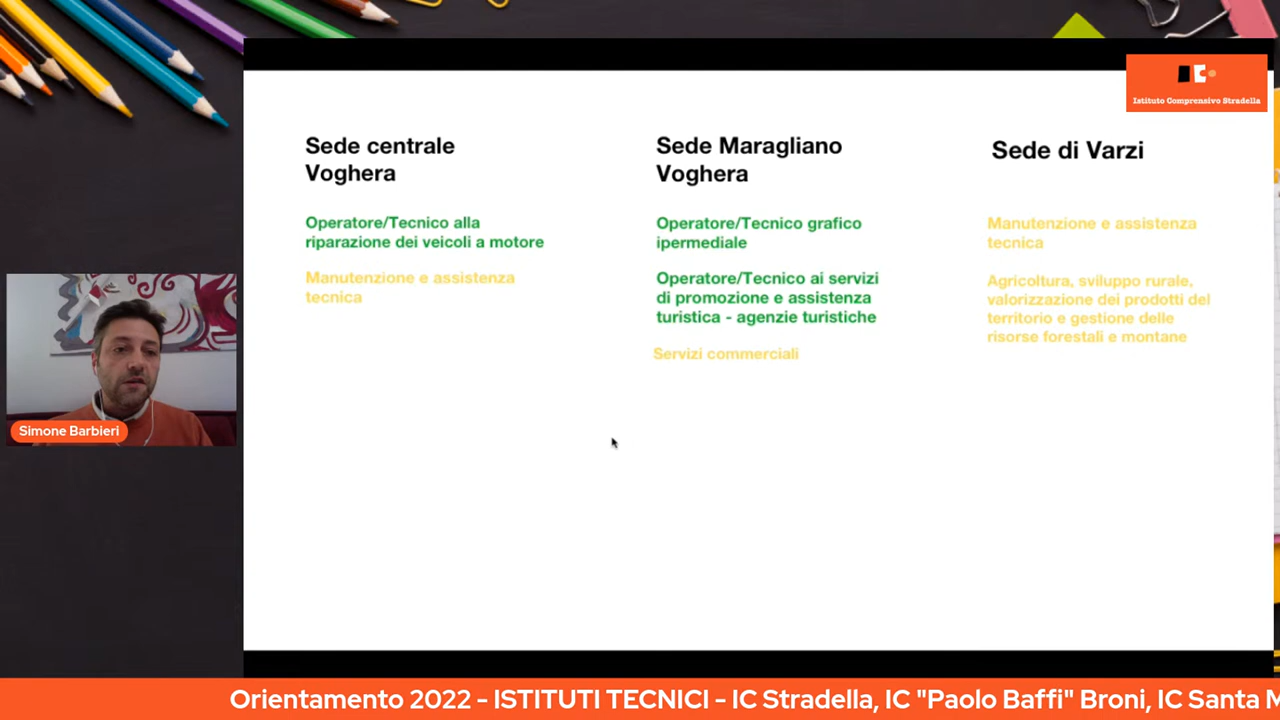 Istituto Comprensivo Stradella
Sede centrale
Voghera
Operatore/Tecnico alla
riparazione dei veicoli a motore
Manutenzione e assistenza
tecnica
Sede Maragliano
Voghera
Operatore/Tecnico grafico
ipermediale
Operatore/Tecnico ai servizi
di promozione e assistenza
turistica - agenzie turistiche
Servizi commerciali
Sede di Varzi
Manutenzione e assistenza
tecnica
Agricoltura, sviluppo rurale,
valorizzazione dei prodotti del
territorio e gestione delle
risorse forestali e montane
Simone Barbieri
Orientamento 2022 - ISTITUTI TECNICI - IC Stradella, IC "Paolo Baffi" Broni, IC Santa M